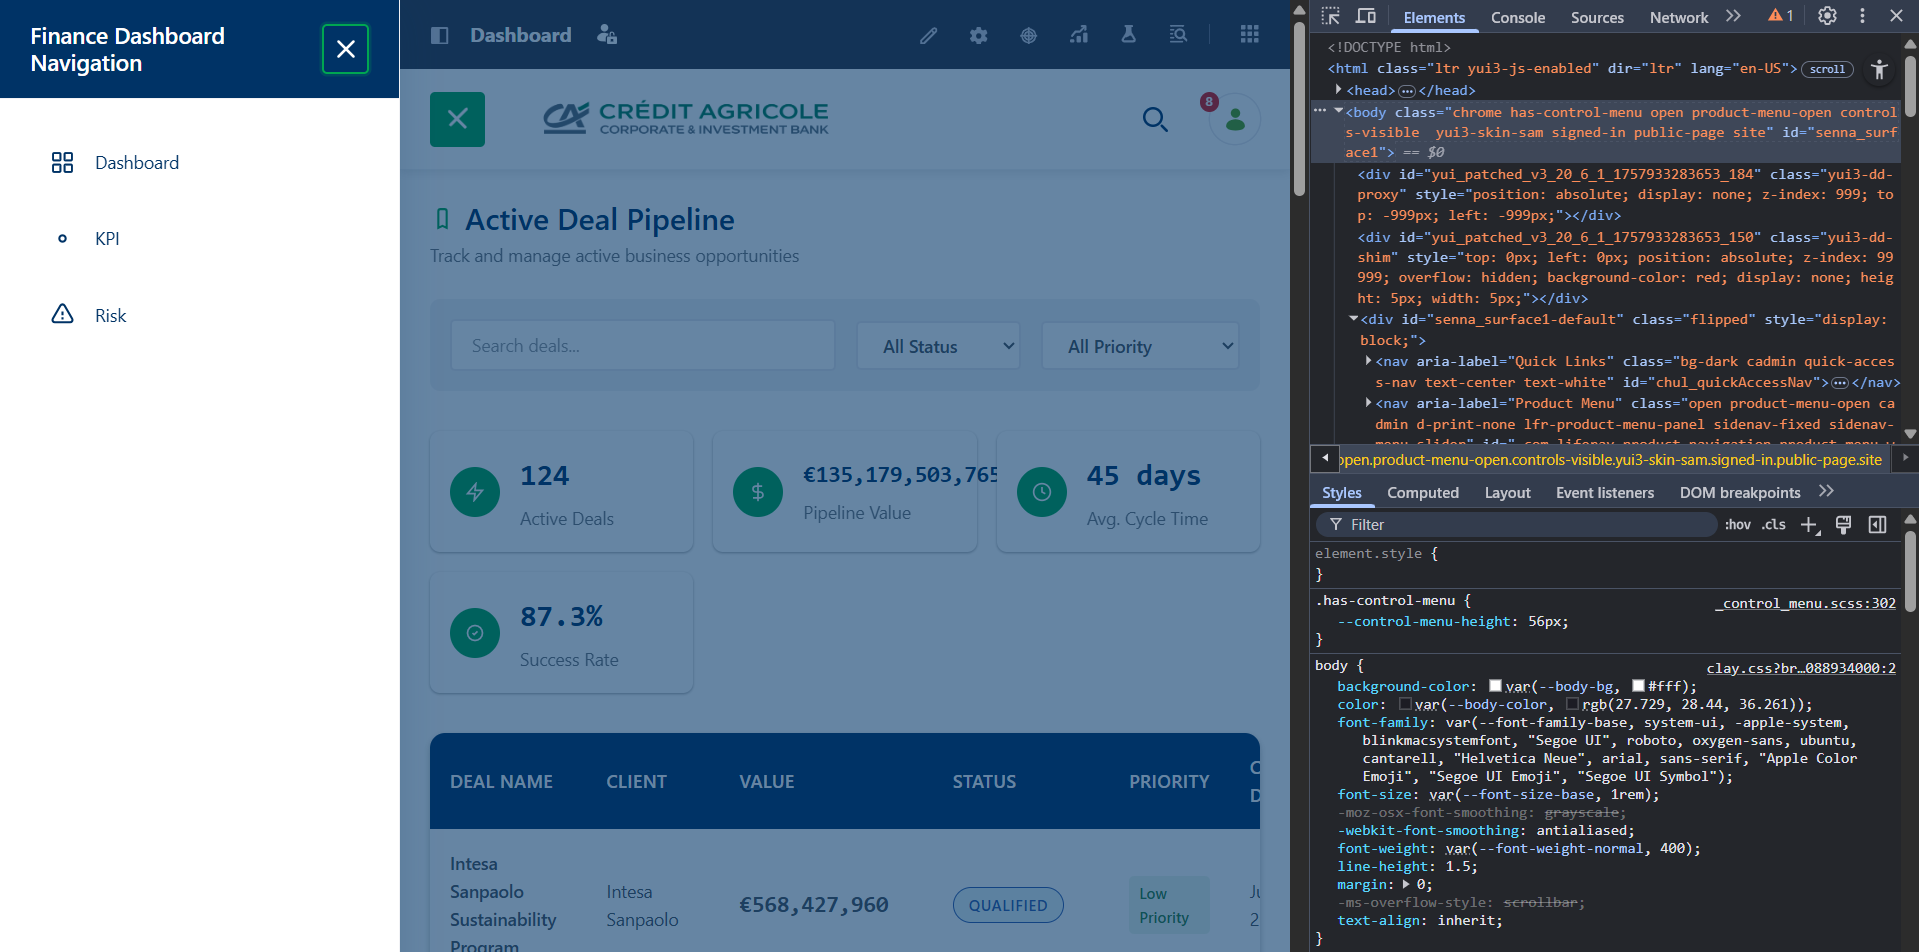 Finance Dashboard
Navigation
Dashboard
KPI
Risk
Dashboard
CRÉDIT AGRICOLE
CORPORATE & INVESTMENT BANK
8
Active Deal Pipeline
Track and manage active business opportunities
Search deals...
All Status
All Priority
124
Active Deals
€135,179,503,765
Pipeline Value
45 days
Avg. Cycle Time
87.3%
Success Rate
DEAL NAME
CLIENT
VALUE
STATUS
PRIORITY
Intesa
Sanpaolo
Sustainability
Program
Intesa
Sanpaolo
€568,427,960
QUALIFIED
Low
Priority
Elements
Console
Sources
Network
1
<!DOCTYPE html>
<html class="ltr yui3-js-enabled" dir="ltr" lang="en-US">
scroll
<head>
</head>
<body class="chrome has-control-menu open product-menu-open control
s-visible  yui3-skin-sam signed-in public-page site" id="senna_surf
ace1"> == $0
<div id="yui_patched_v3_20_6_1_1757933283653_184" class="yui3-dd-
proxy" style="position: absolute; display: none; z-index: 999; to
p: -999px; left: -999px;"></div>
<div id="yui_patched_v3_20_6_1_1757933283653_150" class="yui3-dd-
shim" style="top: 0px; left: 0px; position: absolute; z-index: 99
999; overflow: hidden; background-color: red; display: none; heig
ht: 5px; width: 5px;"></div>
<div id="senna_surface1-default" class="flipped" style="display:
block;">
<nav aria-label="Quick Links" class="bg-dark cadmin quick-acces
s-nav text-center text-white" id="chul_quickAccessNav">
</nav>
<nav aria-label="Product Menu" class="open product-menu-open ca
dmin d-print-none lfr-product-menu-panel sidenav-fixed sidenav-
open.product-menu-open.controls-visible.yui3-skin-sam.signed-in.public-page.site
Styles
Computed
Layout
Event listeners
DOM breakpoints
Filter
:hov
.cls
element.style {
}
.has-control-menu {
_control_menu.scss:302
--control-menu-height: 56px;
}
body {
clay.css?br…088934000:2
background-color: var(--body-bg, #fff);
color: var(--body-color, rgb(27.729, 28.44, 36.261));
font-family: var(--font-family-base, system-ui, -apple-system,
blinkmacsystemfont, "Segoe UI", roboto, oxygen-sans, ubuntu,
cantarell, "Helvetica Neue", arial, sans-serif, "Apple Color
Emoji", "Segoe UI Emoji", "Segoe UI Symbol");
font-size: var(--font-size-base, 1rem);
-moz-osx-font-smoothing: grayscale;
-webkit-font-smoothing: antialiased;
font-weight: var(--font-weight-normal, 400);
line-height: 1.5;
margin: 0;
-ms-overflow-style: scrollbar;
text-align: inherit;
}